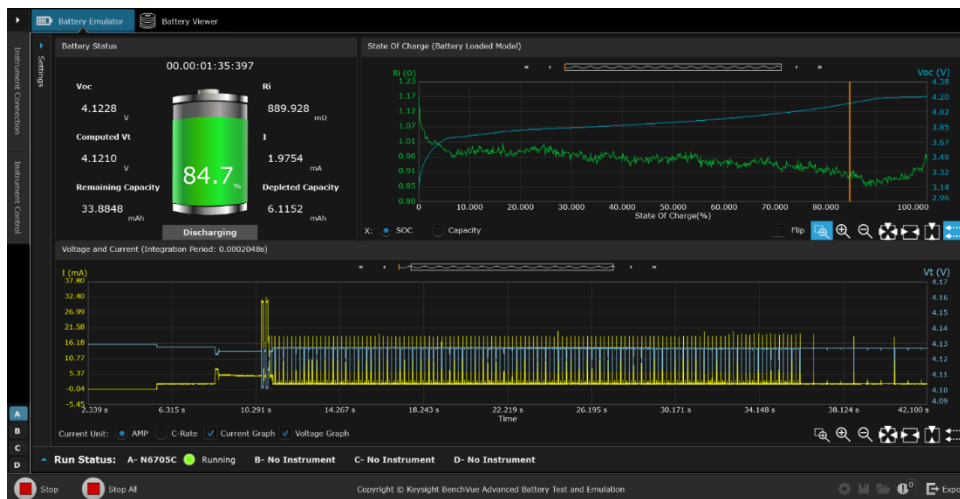 Battery Emulator
Battery Viewer
Instrument Connection
Instrument Control
Settings
Battery Status
00.00:01:35:397
Voc
4.1228 V
Ri
889.928 mΩ
Computed Vt
4.1210 V
I
1.9754 mA
84.7 %
Remaining Capacity
33.8848 mAh
Depleted Capacity
6.1152 mAh
Discharging
State Of Charge (Battery Loaded Model)
Ri (Ω)
1.23
1.17
1.12
1.07
1.01
0.96
0.91
0.85
0.80
Voc (V)
4.38
4.20
4.02
3.85
3.67
3.49
3.32
3.14
2.96
0 10.000 20.000 30.000 40.000 50.000 60.000 70.000 80.000 100.000
State Of Charge(%)
X: SOC Capacity
Flip
Voltage and Current (Integration Period: 0.0002048s)
I (mA)
37.80
32.40
26.99
21.58
16.18
10.77
5.37
-0.04
-5.45
Vt (V)
4.17
4.16
4.15
4.14
4.13
4.12
4.11
4.10
4.09
2.339 s 6.315 s 10.291 s 14.267 s 18.243 s 22.219 s 26.195 s 30.171 s 34.148 s 38.124 s 42.100 s
Time
Current Unit: AMP C-Rate Current Graph Voltage Graph
A
B
C
D
Run Status: A- N6705C Running B- No Instrument C- No Instrument D- No Instrument
Stop
Stop All
Copyright © Keysight BenchVue Advanced Battery Test and Emulation
0
Expo